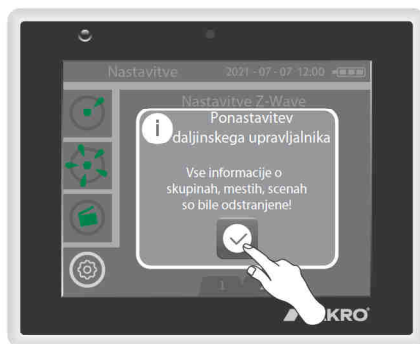 Nastavitve 2021-07-07 12:00
Nastavitve Z-Wave
Ponastavitev
daljinskega upravljalnika
Vse informacije o
skupinah, mestih, scenah
so bile odstranjene!
1
KRO